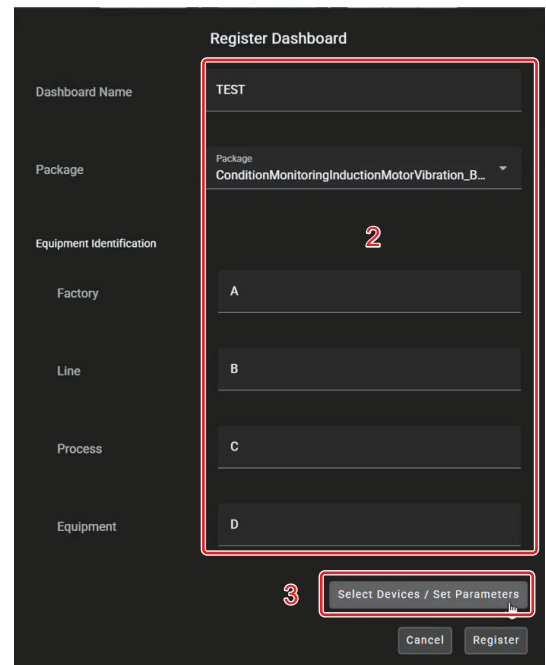 Register Dashboard
Dashboard Name
TEST
Package
Package
ConditionMonitoringInductionMotorVibration_B...
Equipment Identification
2
Factory
A
Line
B
Process
C
Equipment
D
3
Select Devices / Set Parameters
Cancel
Register